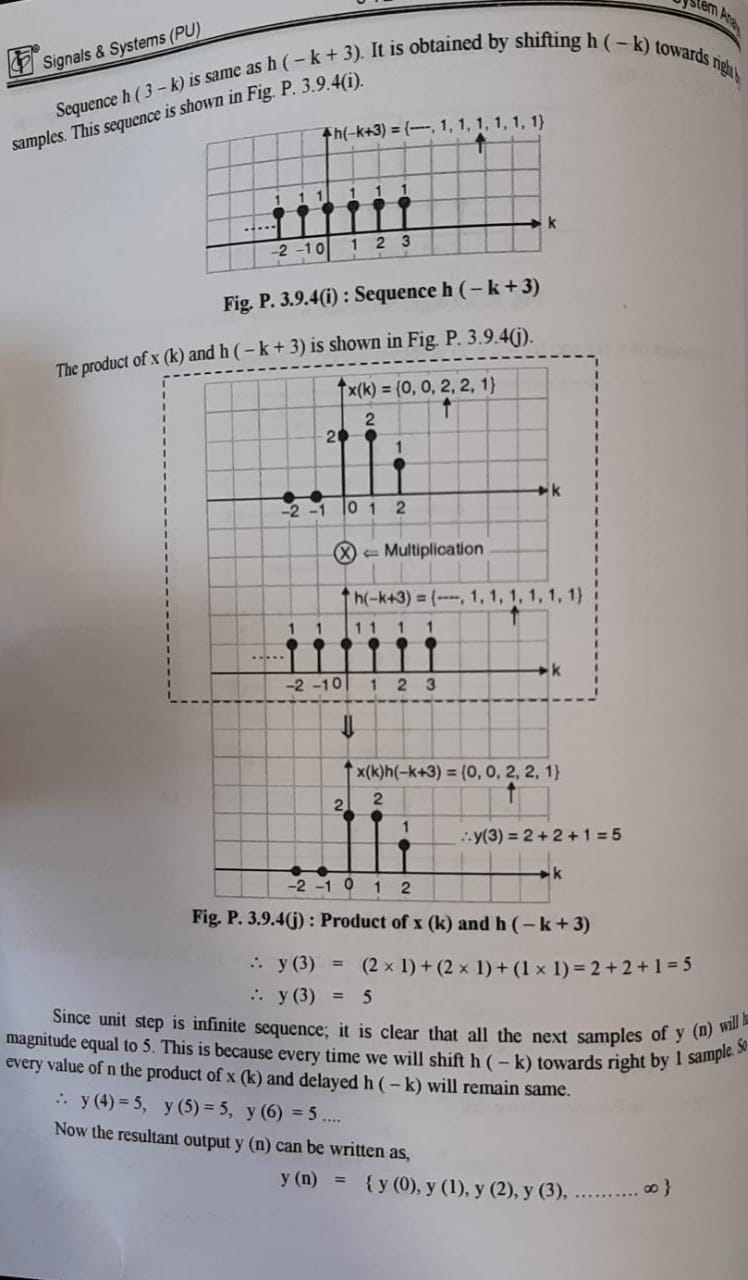 Signals & Systems (PU)
System
Sequence h ( 3 – k) is same as h ( – k + 3). It is obtained by shifting h ( – k) towards right
samples. This sequence is shown in Fig. P. 3.9.4(i).
h(–k+3) = {----, 1, 1, 1, 1, 1, 1}
1 1 1 1 1 1
.....
–2 –1 0 1 2 3
k
Fig. P. 3.9.4(i) : Sequence h ( – k + 3)
The product of x (k) and h ( – k + 3) is shown in Fig. P. 3.9.4(j).
x(k) = {0, 0, 2, 2, 1}
2 2 1
–2 –1 0 1 2
k
X ⇐ Multiplication
h(–k+3) = {----, 1, 1, 1, 1, 1, 1}
1 1 1 1 1 1
.....
–2 –1 0 1 2 3
k
⇓
x(k)h(–k+3) = {0, 0, 2, 2, 1}
2 2 1
∴y(3) = 2 + 2 + 1 = 5
–2 –1 0 1 2
k
Fig. P. 3.9.4(j) : Product of x (k) and h ( – k + 3)
∴ y (3) = (2 × 1) + (2 × 1) + (1 × 1) = 2 + 2 + 1 = 5
∴ y (3) = 5
Since unit step is infinite sequence; it is clear that all the next samples of y (n) will
magnitude equal to 5. This is because every time we will shift h ( – k) towards right by 1 sample. So
every value of n the product of x (k) and delayed h ( – k) will remain same.
∴ y (4) = 5, y (5) = 5, y (6) = 5 ....
Now the resultant output y (n) can be written as,
y (n) = { y (0), y (1), y (2), y (3), .......... ∞ }